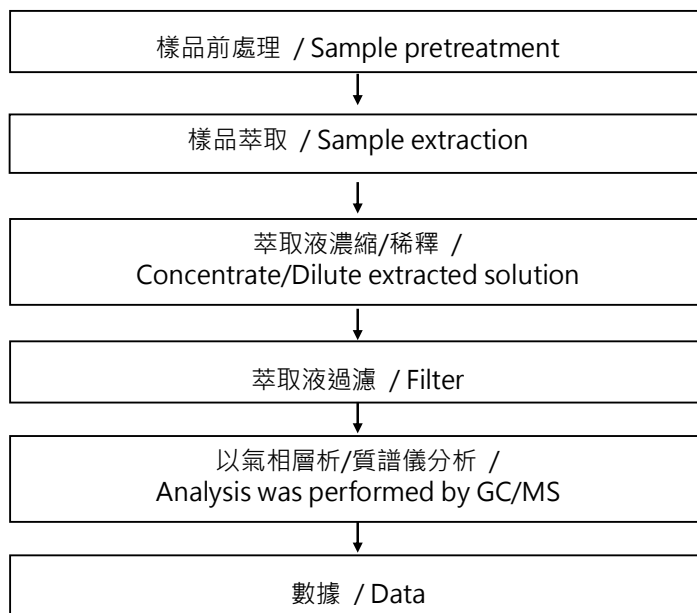 樣品前處理 / Sample pretreatment
樣品萃取 / Sample extraction
萃取液濃縮/稀釋 /
Concentrate/Dilute extracted solution
萃取液過濾 / Filter
以氣相層析/質譜儀分析 /
Analysis was performed by GC/MS
數據 / Data